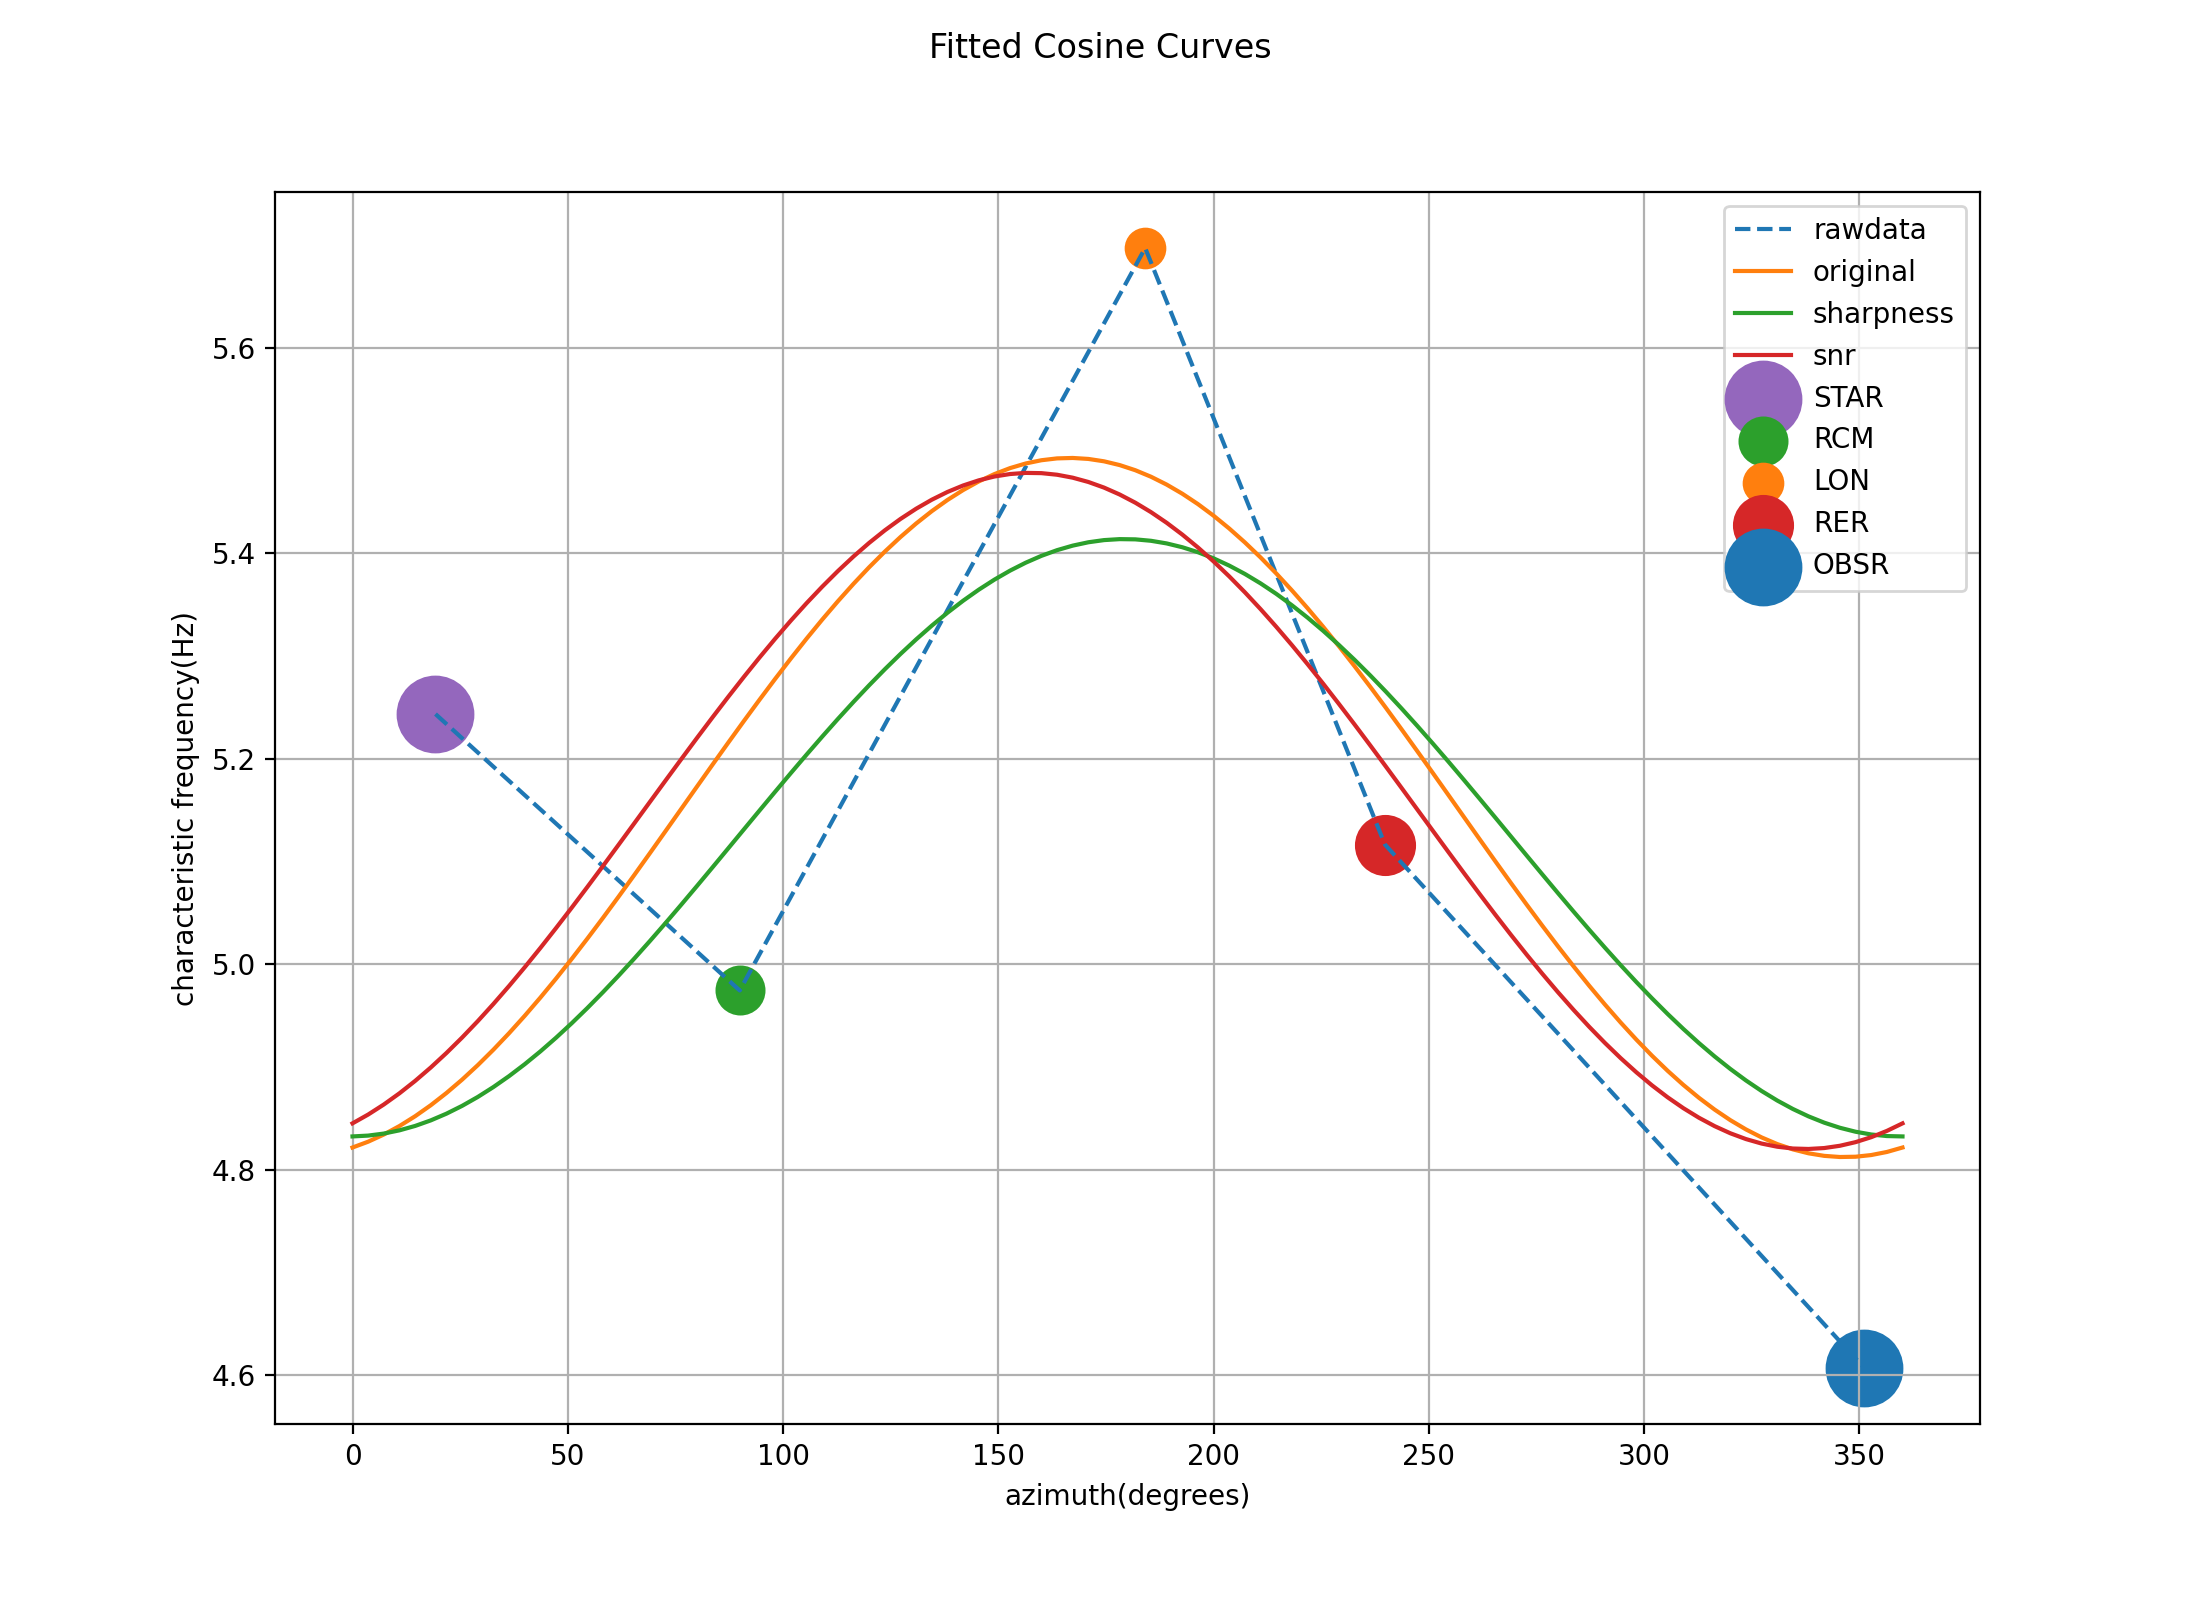 Fitted Cosine Curves
rawdata
original
sharpness
snr
STAR
RCM
LON
RER
OBSR
characteristic frequency(Hz)
5.6
5.4
5.2
5.0
4.8
4.6
0 50 100 150 200 250 300 350
azimuth(degrees)